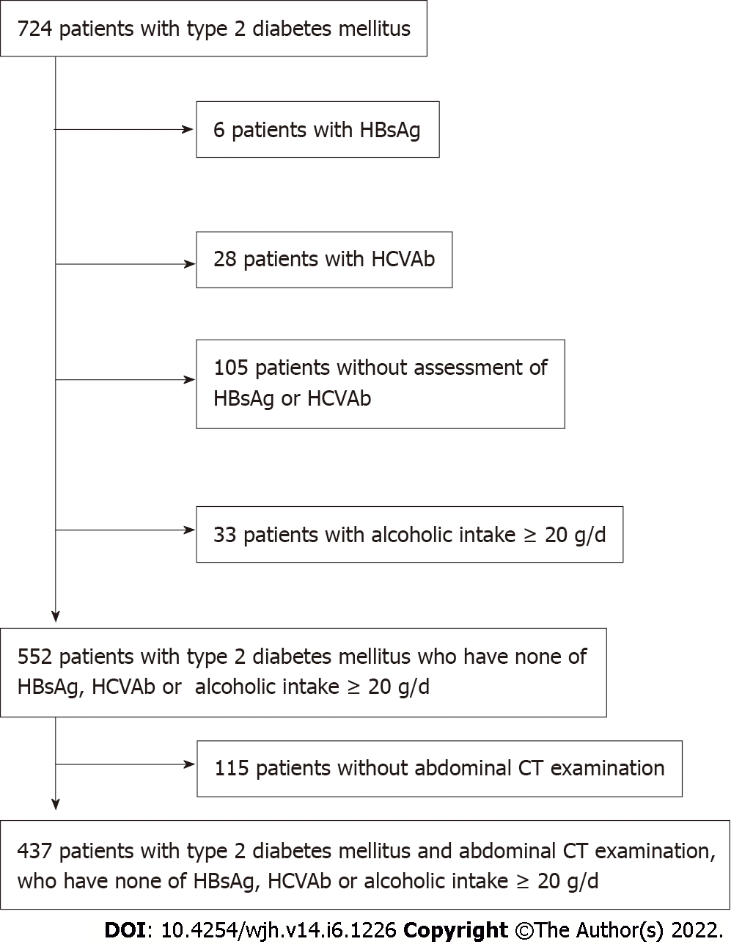 724 patients with type 2 diabetes mellitus
6 patients with HBsAg
28 patients with HCVAb
105 patients without assessment of
HBsAg or HCVAb
33 patients with alcoholic intake ≥ 20 g/d
552 patients with type 2 diabetes mellitus who have none of
HBsAg, HCVAb or alcoholic intake ≥ 20 g/d
115 patients without abdominal CT examination
437 patients with type 2 diabetes mellitus and abdominal CT examination,
who have none of HBsAg, HCVAb or alcoholic intake ≥ 20 g/d
DOI: 10.4254/wjh.v14.i6.1226 Copyright ©The Author(s) 2022.